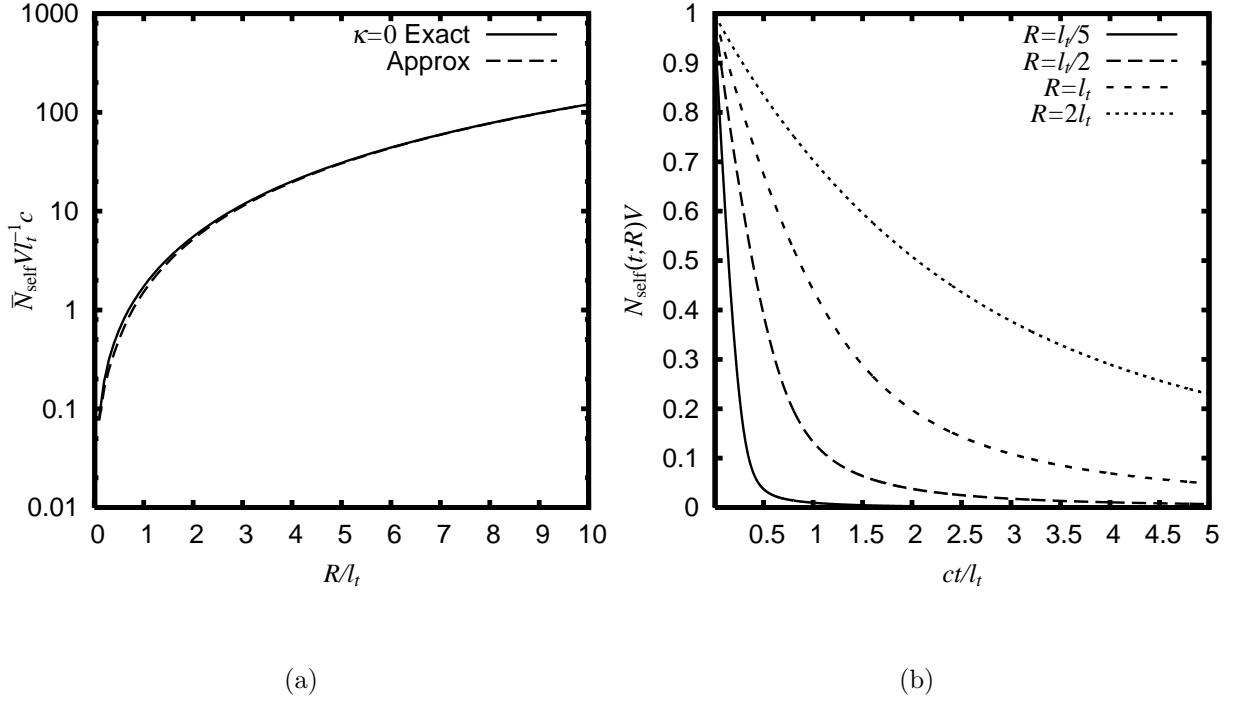 1000
100
10
1
0.1
0.01
N̅self V lt⁻¹ c
κ=0 Exact
Approx
0 1 2 3 4 5 6 7 8 9 10
R/lt
(a)
1
0.9
0.8
0.7
0.6
0.5
0.4
0.3
0.2
0.1
0
Nself(t;R)V
R=lt/5
R=lt/2
R=lt
R=2lt
0.5 1 1.5 2 2.5 3 3.5 4 4.5 5
ct/lt
(b)